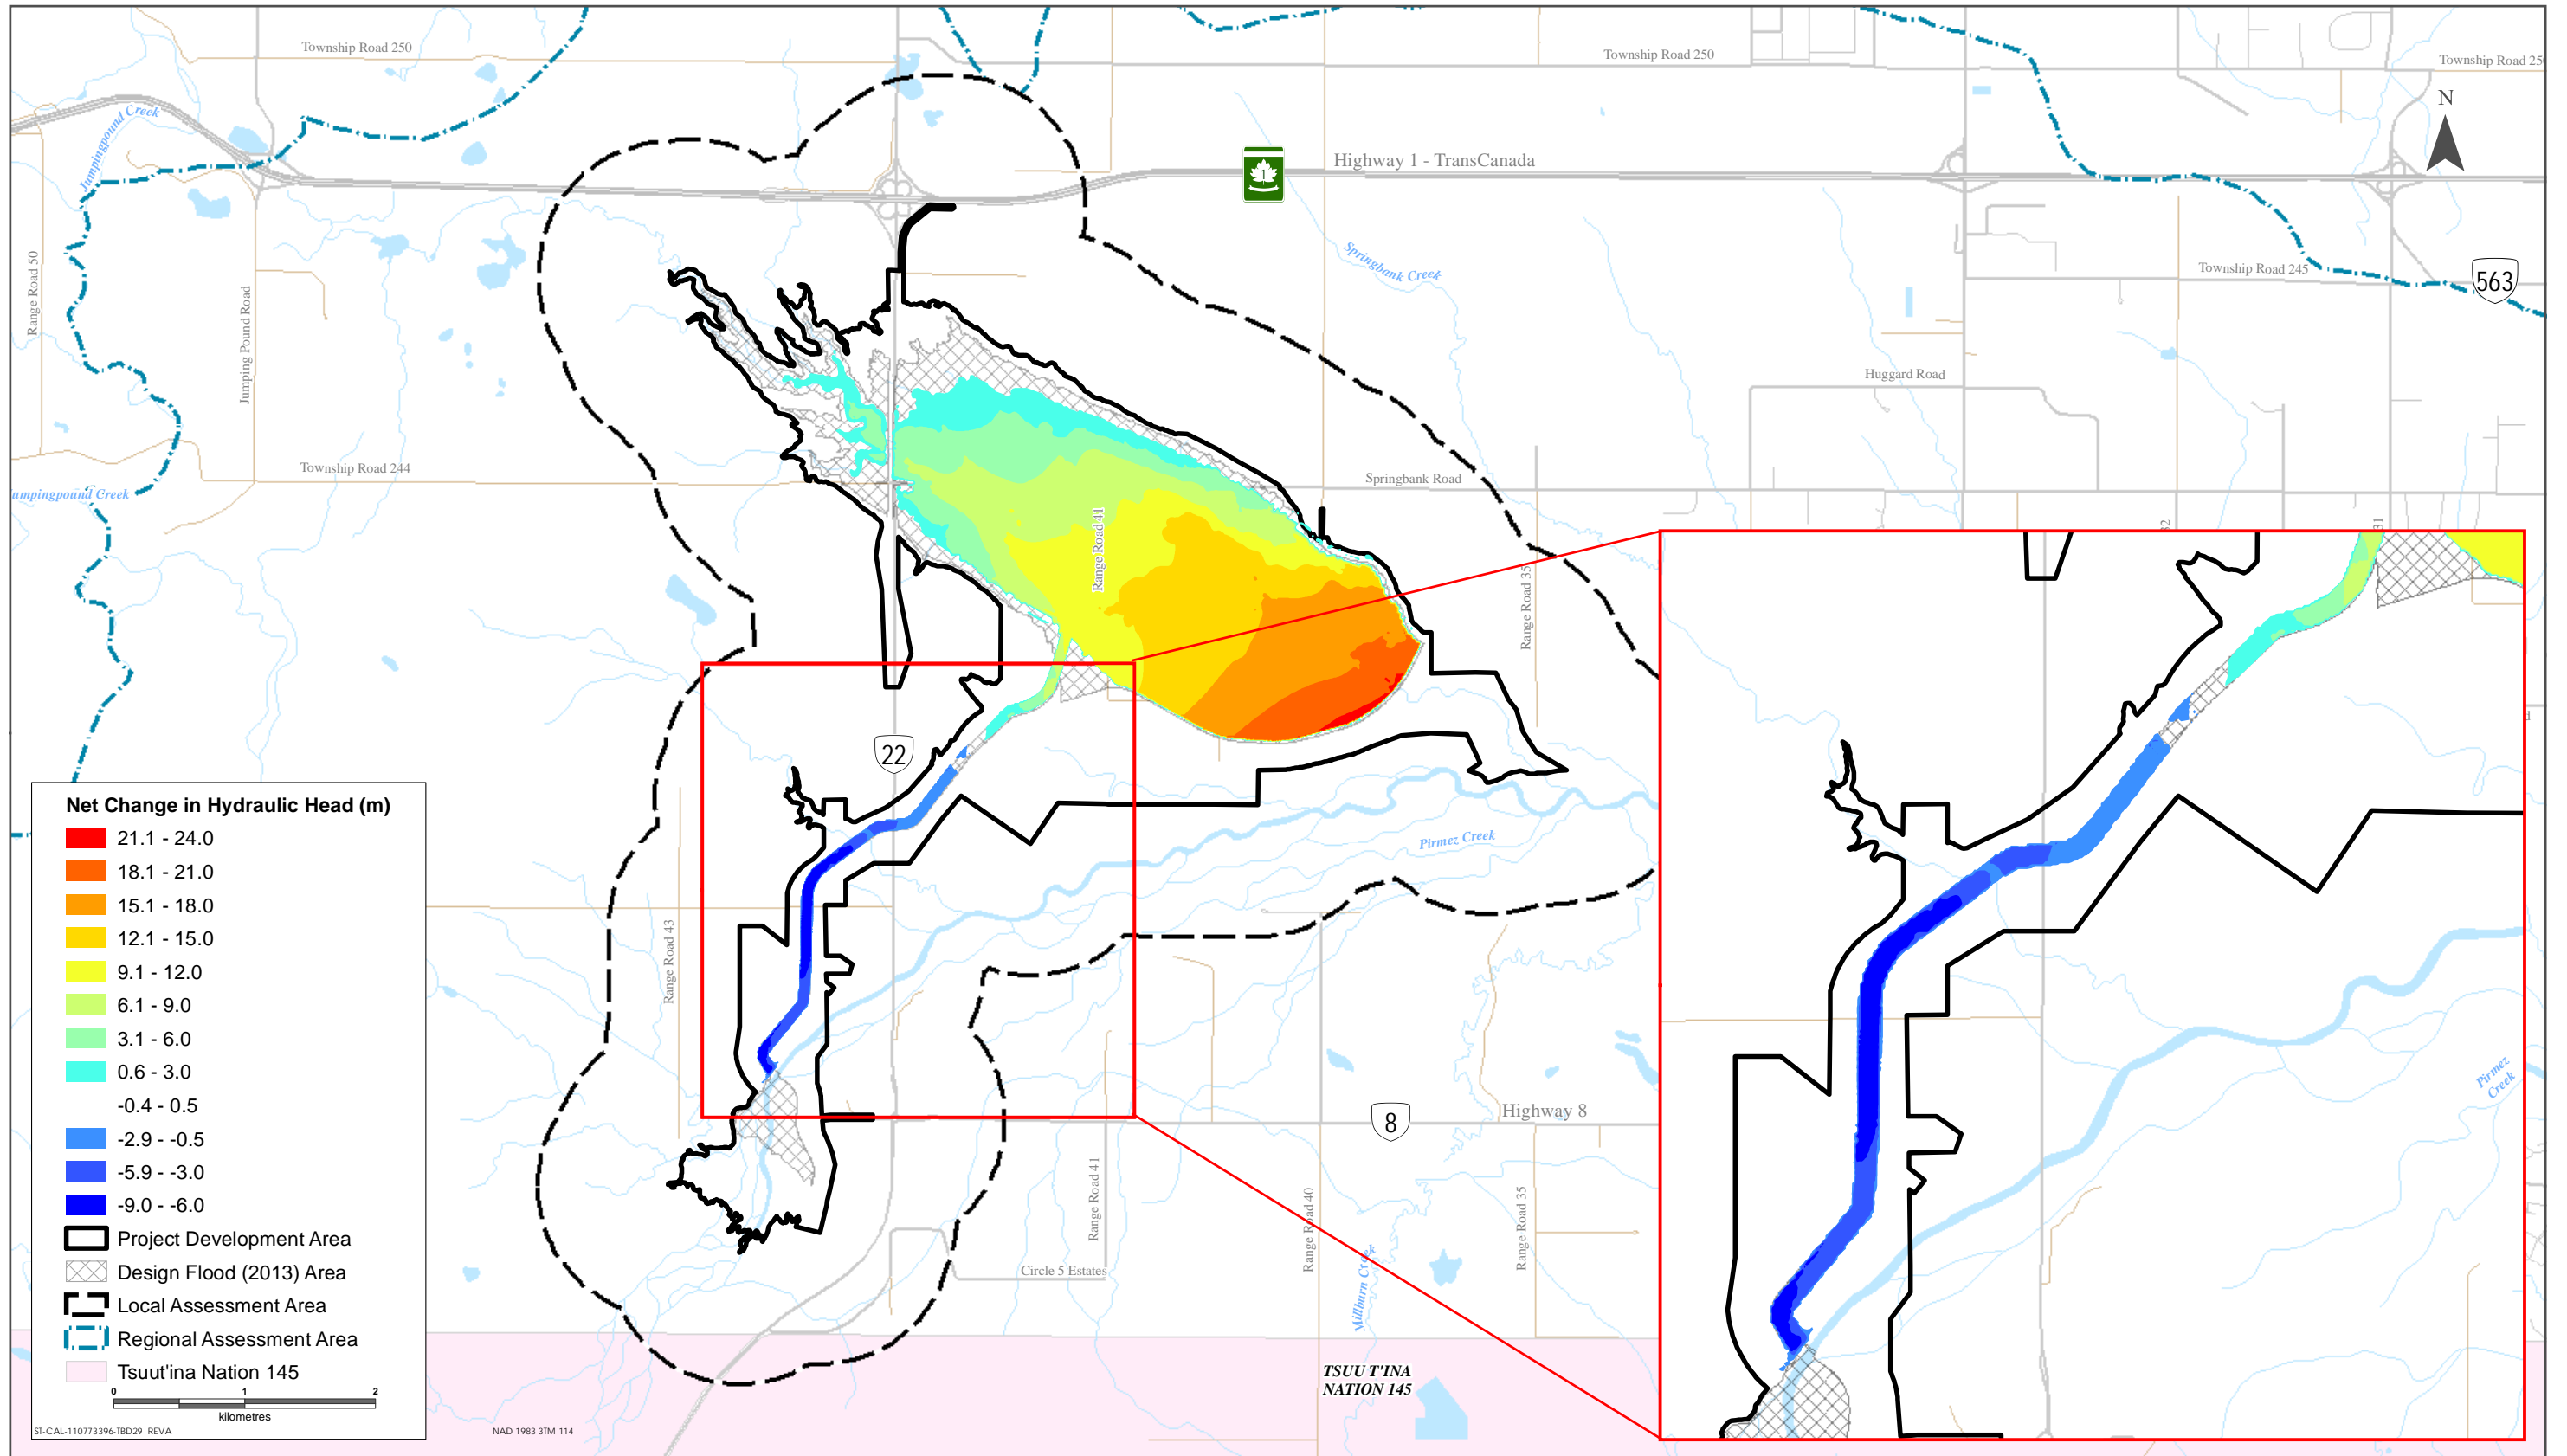 Township Road 250
Township Road 250
Township Road 250
N
Jumpingpound Creek
1
Highway 1 - TransCanada
Range Road 50
Jumping Pound Road
Springbank Creek
Township Road 245
563
Huggard Road
Township Road 244
Springbank Road
umpingpound Creek
Range Road 41
Range Road 35
32
31
22
Pirmez Creek
Range Road 43
Pirmez
Creek
8
Highway 8
Range Road 41
Range Road 40
Range Road 35
Circle 5 Estates
Millburn Creek
TSUU T'INA
NATION 145
Net Change in Hydraulic Head (m)
21.1 - 24.0
18.1 - 21.0
15.1 - 18.0
12.1 - 15.0
9.1 - 12.0
6.1 - 9.0
3.1 - 6.0
0.6 - 3.0
-0.4 - 0.5
-2.9 - -0.5
-5.9 - -3.0
-9.0 - -6.0
Project Development Area
Design Flood (2013) Area
Local Assessment Area
Regional Assessment Area
Tsuut'ina Nation 145
0 1 2
kilometres
ST-CAL-110773396-TBD29 REVA
NAD 1983 3TM 114